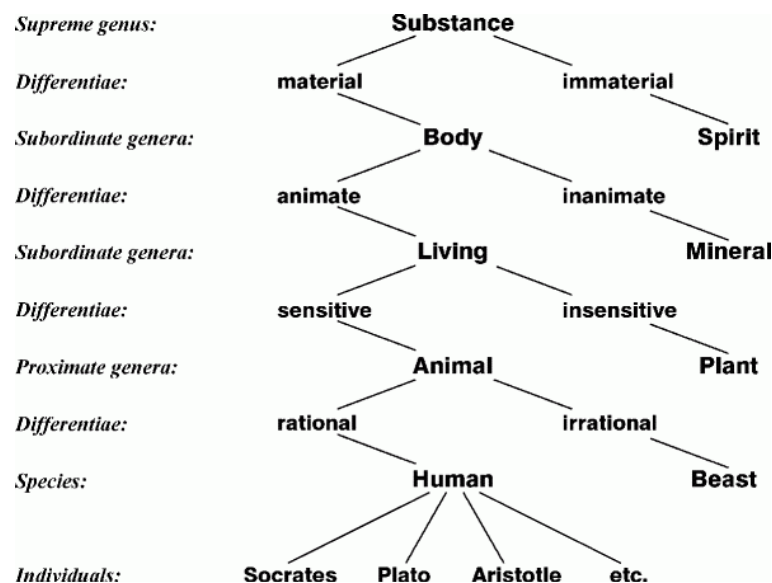 Supreme genus: Substance
Differentiae: material immaterial
Subordinate genera: Body Spirit
Differentiae: animate inanimate
Subordinate genera: Living Mineral
Differentiae: sensitive insensitive
Proximate genera: Animal Plant
Differentiae: rational irrational
Species: Human Beast
Individuals: Socrates Plato Aristotle etc.